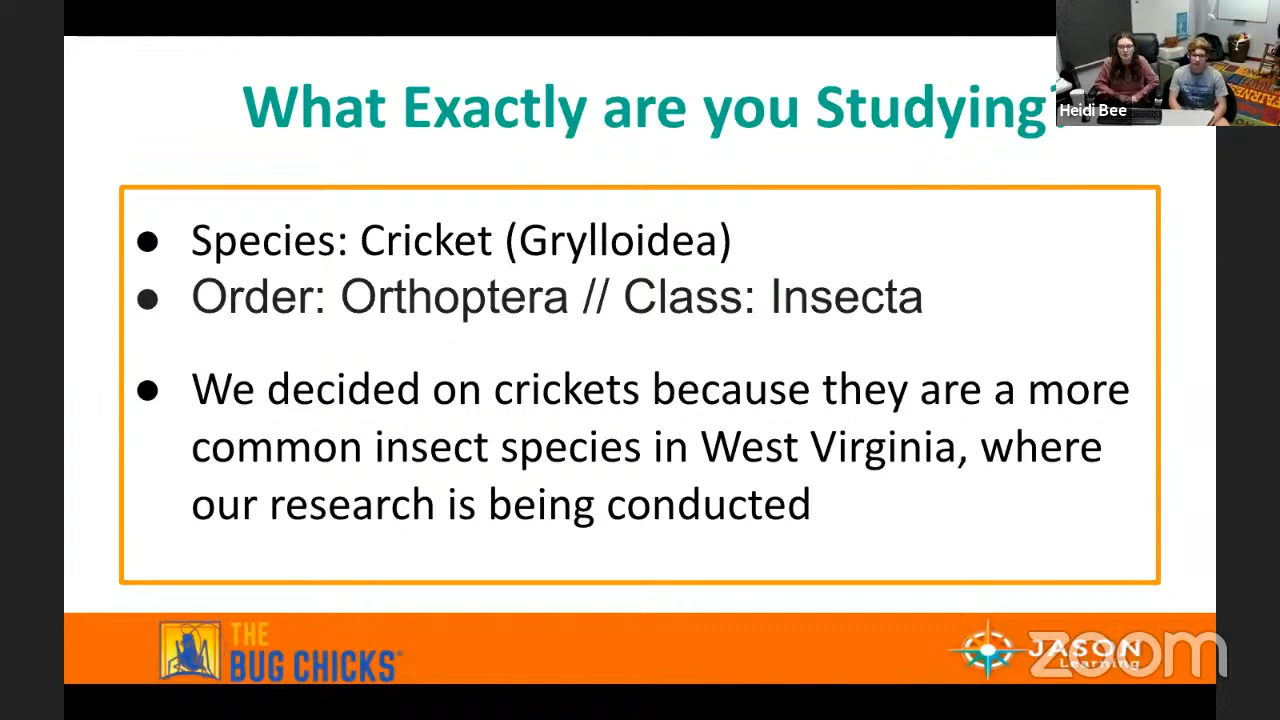 What Exactly are you Studying?
Heidi Bee
● Species: Cricket (Grylloidea)
● Order: Orthoptera // Class: Insecta
● We decided on crickets because they are a more
common insect species in West Virginia, where
our research is being conducted
THE
BUG CHICKS
JASON
Learning
zoom